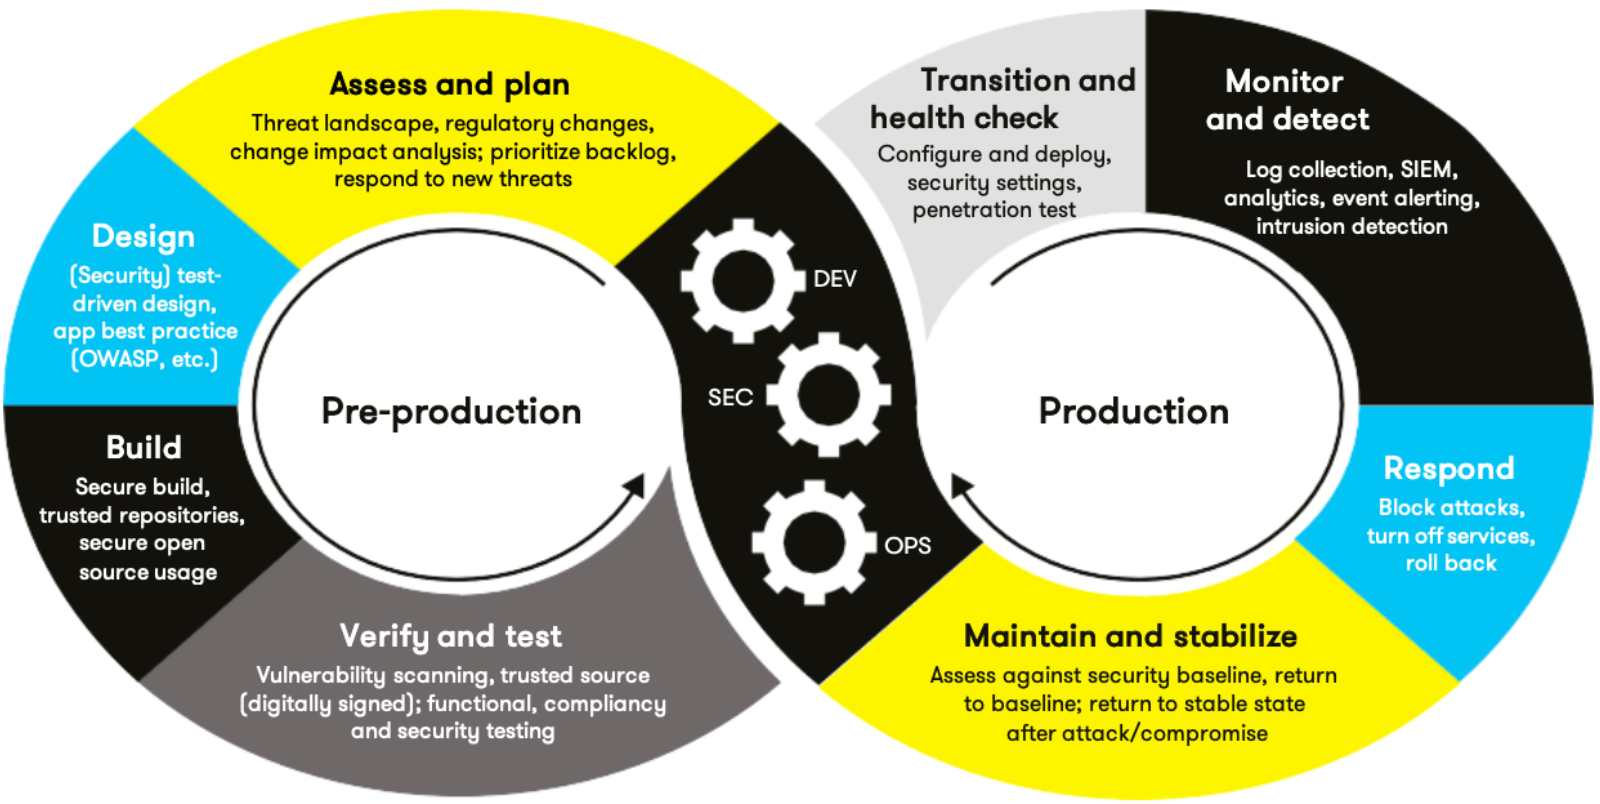 Assess and plan
Threat landscape, regulatory changes,
change impact analysis; prioritize backlog,
respond to new threats
Design
(Security) test-
driven design,
app best practice
(OWASP, etc.)
Build
Secure build,
trusted repositories,
secure open
source usage
Verify and test
Vulnerability scanning, trusted source
(digitally signed); functional, compliancy
and security testing
Pre-production
DEV
SEC
OPS
Transition and
health check
Configure and deploy,
security settings,
penetration test
Monitor
and detect
Log collection, SIEM,
analytics, event alerting,
intrusion detection
Production
Respond
Block attacks,
turn off services,
roll back
Maintain and stabilize
Assess against security baseline, return
to baseline; return to stable state
after attack/compromise